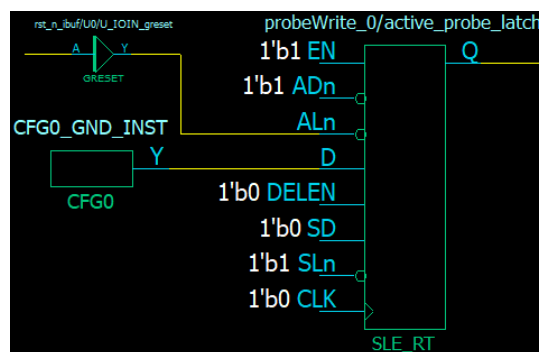 rst_n_ibuf/U0/U_IOIN_greset
probeWrite_0/active_probe_latch
A Y
GRESET
1'b1 EN Q
1'b1 ADn
CFG0_GND_INST ALn
Y D
CFG0
1'b0 DELEN
1'b0 SD
1'b1 SLn
1'b0 CLK
SLE_RT